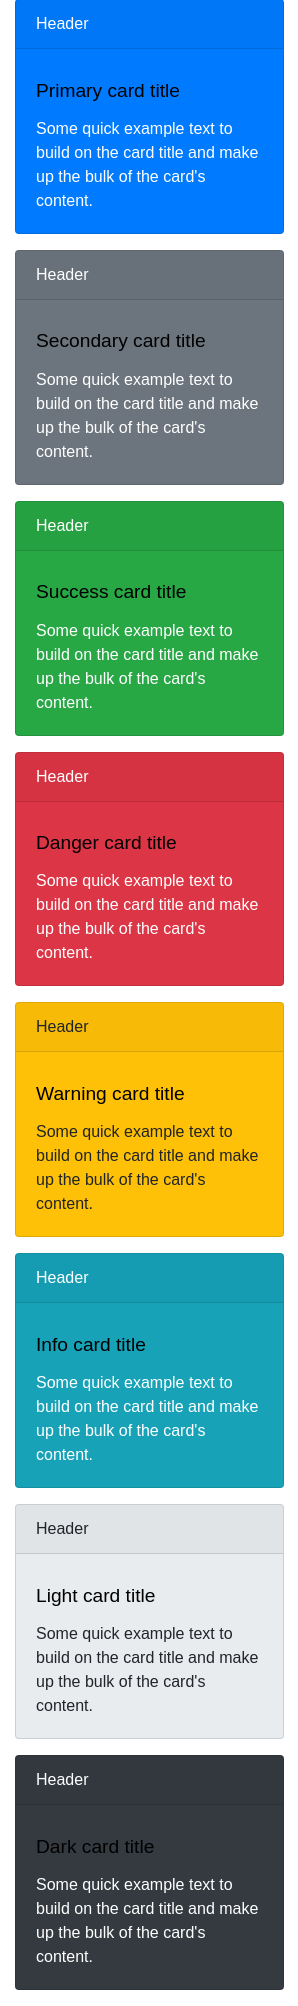 Header
Primary card title
Some quick example text to
build on the card title and make
up the bulk of the card's
content.
Header
Secondary card title
Some quick example text to
build on the card title and make
up the bulk of the card's
content.
Header
Success card title
Some quick example text to
build on the card title and make
up the bulk of the card's
content.
Header
Danger card title
Some quick example text to
build on the card title and make
up the bulk of the card's
content.
Header
Warning card title
Some quick example text to
build on the card title and make
up the bulk of the card's
content.
Header
Info card title
Some quick example text to
build on the card title and make
up the bulk of the card's
content.
Header
Light card title
Some quick example text to
build on the card title and make
up the bulk of the card's
content.
Header
Dark card title
Some quick example text to
build on the card title and make
up the bulk of the card's
content.